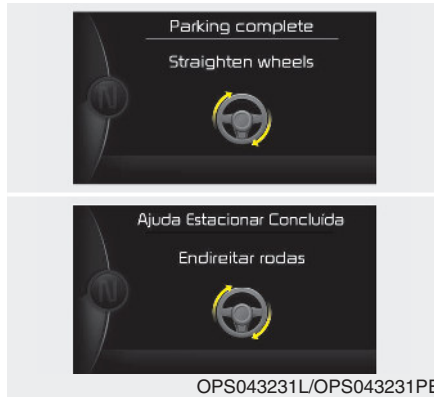 Parking complete
Straighten wheels
N
Ajuda Estacionar Concluída
Endireitar rodas
N
OPS043231L/OPS043231PE